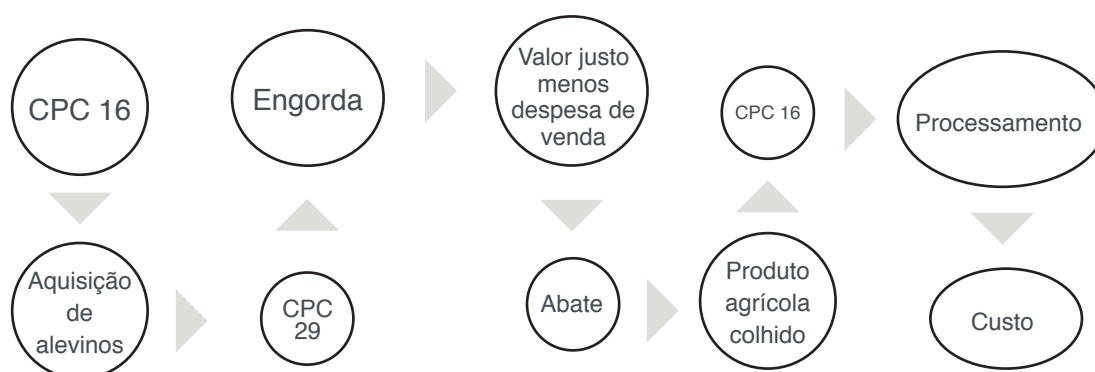 CPC 16
Aquisição
de
alevinos
CPC
29
Engorda
Valor justo
menos
despesa de
venda
Abate
Produto
agrícola
colhido
CPC 16
Processamento
Custo